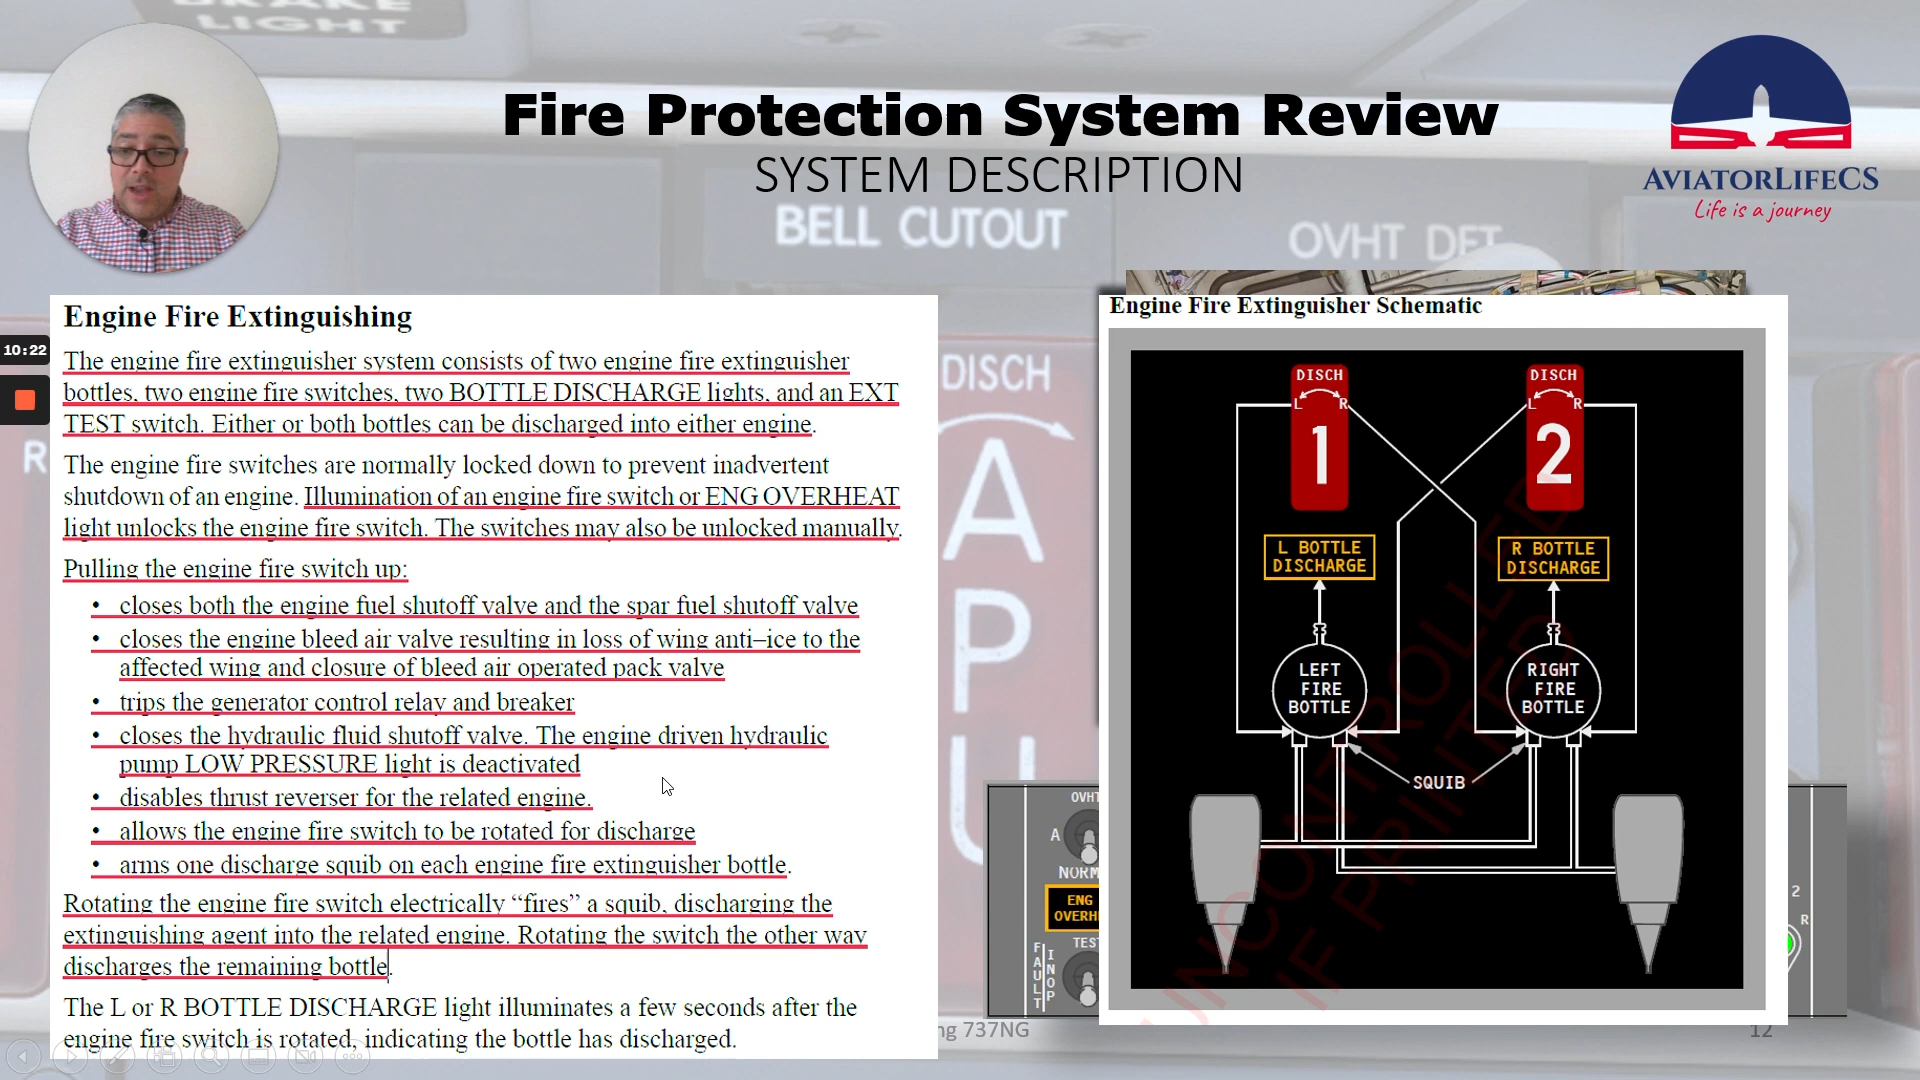 BRAKE
LIGHT
Fire Protection System Review
SYSTEM DESCRIPTION
AVIATORLIFECS
Life is a journey
BELL CUTOUT
OVHT DET
10:22
R
Engine Fire Extinguishing
The engine fire extinguisher system consists of two engine fire extinguisher
bottles, two engine fire switches, two BOTTLE DISCHARGE lights, and an EXT
TEST switch. Either or both bottles can be discharged into either engine.
The engine fire switches are normally locked down to prevent inadvertent
shutdown of an engine. Illumination of an engine fire switch or ENG OVERHEAT
light unlocks the engine fire switch. The switches may also be unlocked manually.
Pulling the engine fire switch up:
• closes both the engine fuel shutoff valve and the spar fuel shutoff valve
• closes the engine bleed air valve resulting in loss of wing anti–ice to the
affected wing and closure of bleed air operated pack valve
• trips the generator control relay and breaker
• closes the hydraulic fluid shutoff valve. The engine driven hydraulic
pump LOW PRESSURE light is deactivated
• disables thrust reverser for the related engine.
• allows the engine fire switch to be rotated for discharge
• arms one discharge squib on each engine fire extinguisher bottle.
Rotating the engine fire switch electrically “fires” a squib, discharging the
extinguishing agent into the related engine. Rotating the switch the other way
discharges the remaining bottle.
The L or R BOTTLE DISCHARGE light illuminates a few seconds after the
engine fire switch is rotated, indicating the bottle has discharged.
DISCH
A
P
U
OVHT
A
NORM
ENG
OVERH
TEST
FAULT
INOP
ng 737NG
Engine Fire Extinguisher Schematic
DISCH
L R
1
DISCH
L R
2
L BOTTLE
DISCHARGE
R BOTTLE
DISCHARGE
LEFT
FIRE
BOTTLE
RIGHT
FIRE
BOTTLE
SQUIB
UNCONTROLLED
IF PRINTED
2
R
12